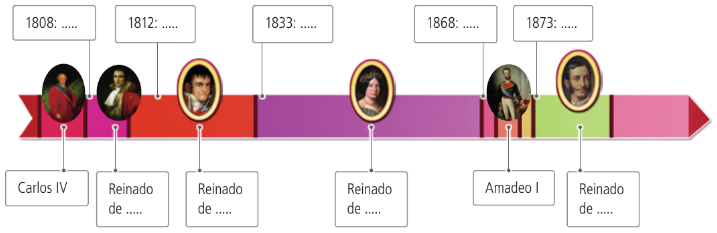 1808: .....
1812: .....
1833: .....
1868: .....
1873: .....
Carlos IV
Reinado
de .....
Reinado
de .....
Reinado
de .....
Amadeo I
Reinado
de .....